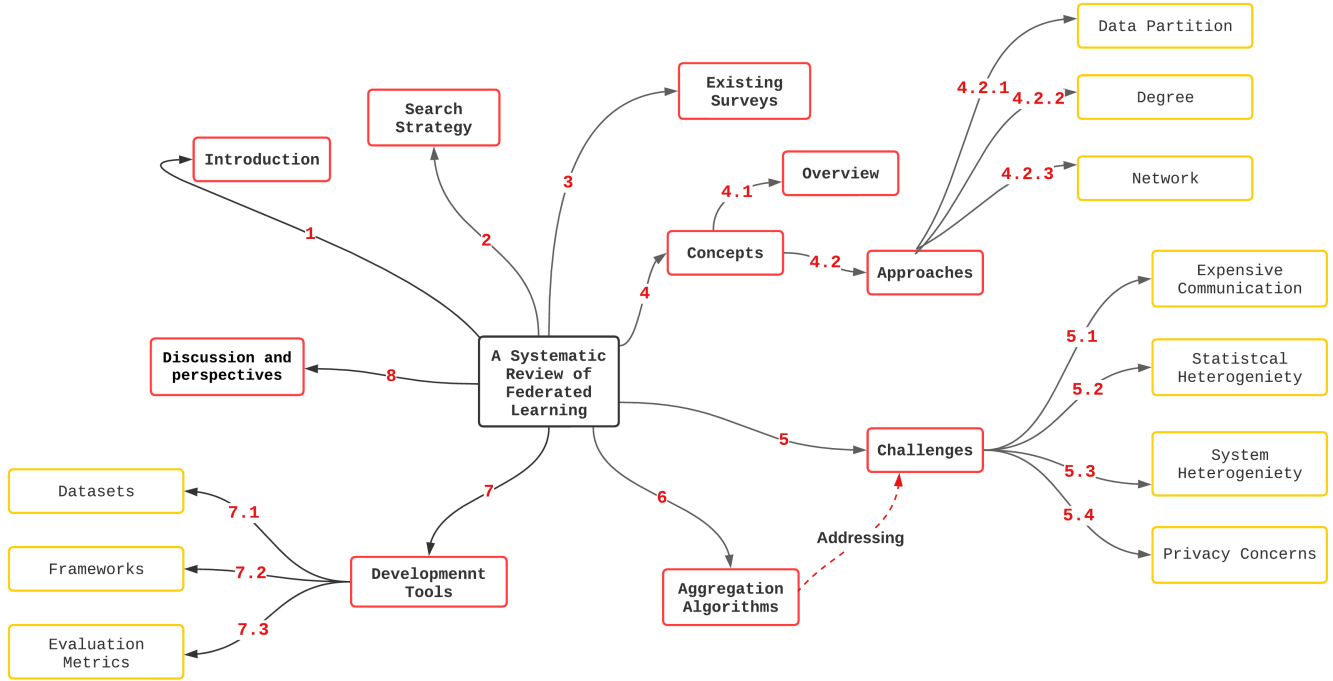 Data Partition
4.2.1
4.2.2
Degree
4.2.3
Network
Existing
Surveys
Search
Strategy
Introduction
Overview
3
4.1
1
2
Concepts
4.2
Approaches
4
Expensive
Communication
5.1
Discussion and
perspectives
8
A Systematic
Review of
Federated
Learning
Statistcal
Heterogeniety
5.2
5
Challenges
System
Heterogeniety
5.3
5.4
Privacy Concerns
7
6
Addressing
Datasets
7.1
Frameworks
7.2
Developmennt
Tools
Aggregation
Algorithms
7.3
Evaluation
Metrics